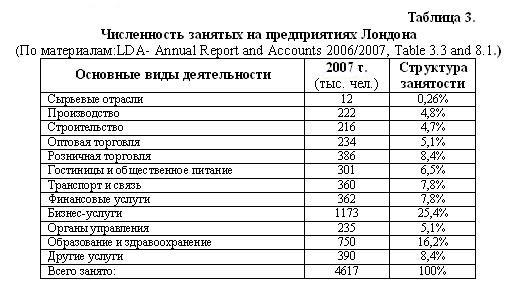 Таблица 3.
Численность занятых на предприятиях Лондона
(По материалам:LDA- Annual Report and Accounts 2006/2007, Table 3.3 and 8.1.)
Основные виды деятельности 2007 г. (тыс. чел.) Структура занятости
Сырьевые отрасли 12 0,26%
Производство 222 4,8%
Строительство 216 4,7%
Оптовая торговля 234 5,1%
Розничная торговля 386 8,4%
Гостиницы и общественное питание 301 6,5%
Транспорт и связь 360 7,8%
Финансовые услуги 362 7,8%
Бизнес-услуги 1173 25,4%
Органы управления 235 5,1%
Образование и здравоохранение 750 16,2%
Другие услуги 390 8,4%
Всего занято: 4617 100%